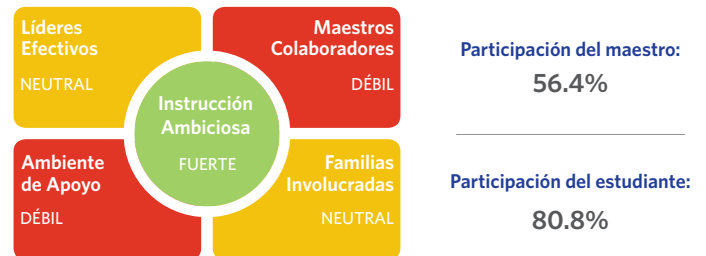 Líderes
Efectivos
NEUTRAL
Maestros
Colaboradores
DÉBIL
Instrucción
Ambiciosa
FUERTE
Ambiente
de Apoyo
DÉBIL
Familias
Involucradas
NEUTRAL
Participación del maestro:
56.4%
Participación del estudiante:
80.8%